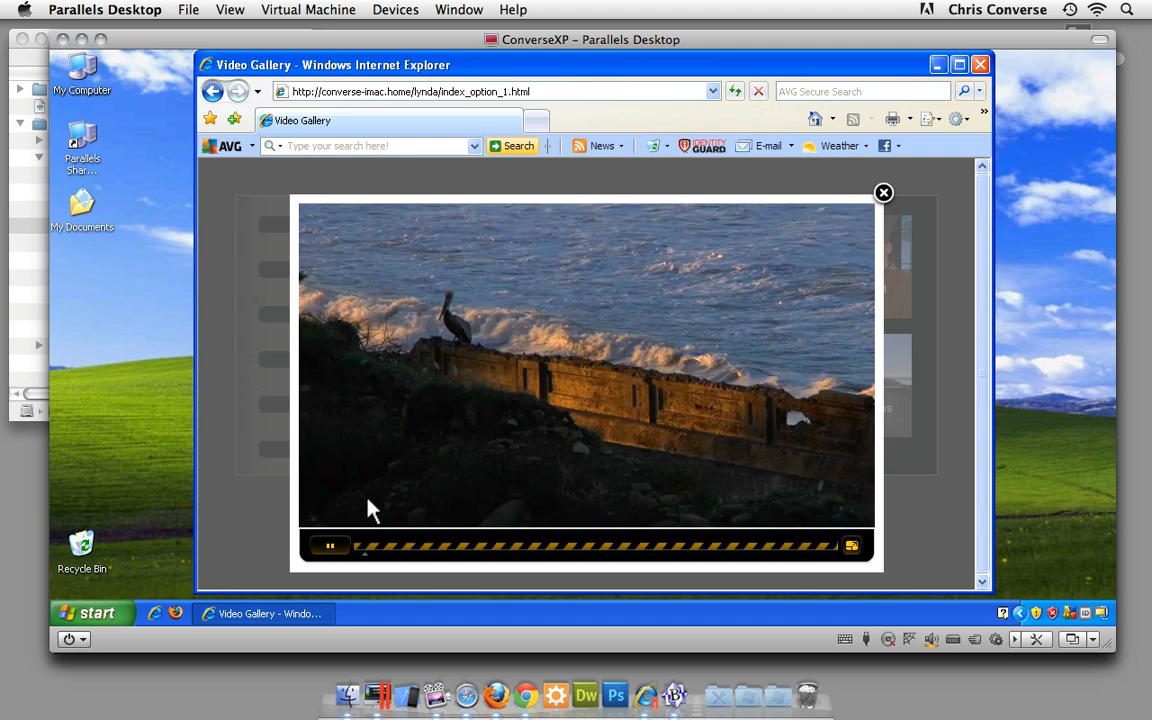 Parallels Desktop File View Virtual Machine Devices Window Help Chris Converse
ConverseXP – Parallels Desktop
Video Gallery - Windows Internet Explorer
http://converse-imac.home/lynda/index_option_1.html AVG Secure Search
Video Gallery
AVG Type your search here! Search News IDENTITY GUARD E-mail Weather
My Computer
Parallels
Shar...
My Documents
Recycle Bin
start Video Gallery - Windo...
Dw Ps